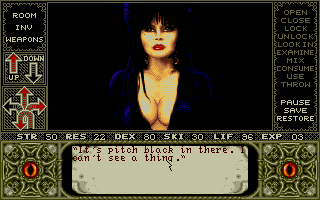 ROOM
INV
WEAPONS
UP
DOWN
OPEN
CLOSE
LOCK
UNLOCK
LOOK IN
EXAMINE
MIX
CONSUME
USE
THROW
PAUSE
SAVE
RESTORE
STR 50 RES 22 DEX 80 SKI 30 LIF 96 EXP 03
"It's pitch black in there. I
can't see a thing."